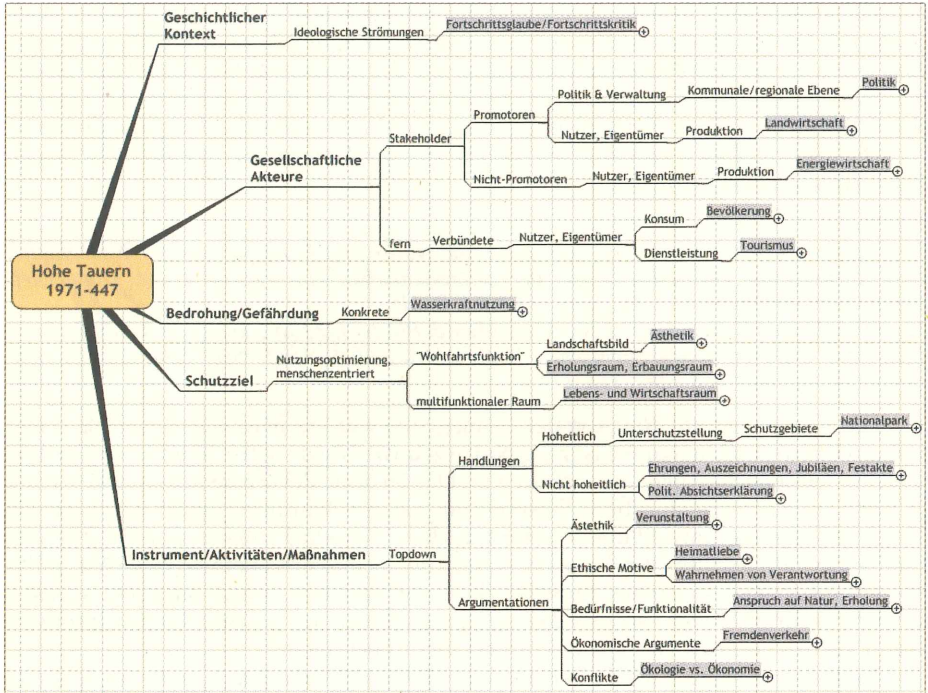 Geschichtlicher
Kontext
Ideologische Strömungen
Fortschrittsglaube/Fortschrittskritik
Gesellschaftliche
Akteure
Stakeholder
Promotoren
Politik & Verwaltung
Kommunale/regionale Ebene
Politik
Nutzer, Eigentümer
Produktion
Landwirtschaft
Nicht-Promotoren
Nutzer, Eigentümer
Produktion
Energiewirtschaft
fern
Verbündete
Nutzer, Eigentümer
Konsum
Bevölkerung
Dienstleistung
Tourismus
Hohe Tauern
1971-447
Bedrohung/Gefährdung
Konkrete
Wasserkraftnutzung
Schutzziel
Nutzungsoptimierung,
menschenzentriert
"Wohlfahrtsfunktion"
Landschaftsbild
Ästhetik
Erholungsraum, Erbauungsraum
multifunktionaler Raum
Lebens- und Wirtschaftsraum
Instrument/Aktivitäten/Maßnahmen
Topdown
Handlungen
Hoheitlich
Unterschutzstellung
Schutzgebiete
Nationalpark
Nicht hoheitlich
Ehrungen, Auszeichnungen, Jubiläen, Festakte
Polit. Absichtserklärung
Argumentationen
Ästethik
Verunstaltung
Ethische Motive
Heimatliebe
Wahrnehmen von Verantwortung
Bedürfnisse/Funktionalität
Anspruch auf Natur, Erholung
Ökonomische Argumente
Fremdenverkehr
Konflikte
Ökologie vs. Ökonomie